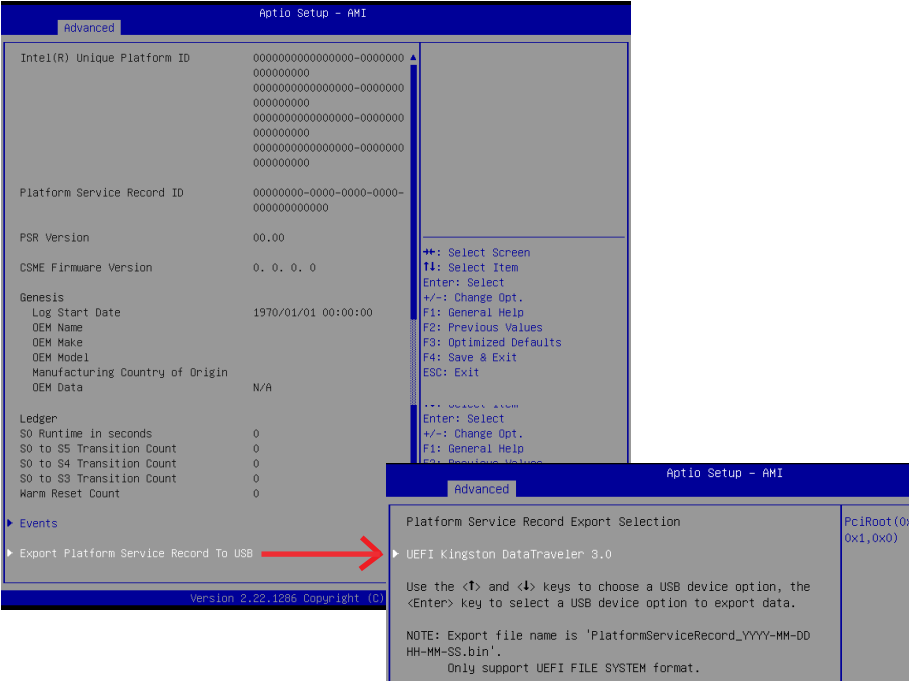 Aptio Setup – AMI
Advanced
Intel(R) Unique Platform ID 0000000000000000-0000000
000000000
0000000000000000-0000000
000000000
0000000000000000-0000000
000000000
0000000000000000-0000000
000000000
Platform Service Record ID 00000000-0000-0000-0000-
000000000000
PSR Version 00.00
CSME Firmware Version 0. 0. 0. 0
Genesis
Log Start Date 1970/01/01 00:00:00
OEM Name
OEM Make
OEM Model
Manufacturing Country of Origin
OEM Data N/A
Ledger
S0 Runtime in seconds 0
S0 to S5 Transition Count 0
S0 to S4 Transition Count 0
S0 to S3 Transition Count 0
Warm Reset Count 0
Events
Export Platform Service Record To USB
→←: Select Screen
↑↓: Select Item
Enter: Select
+/-: Change Opt.
F1: General Help
F2: Previous Values
F3: Optimized Defaults
F4: Save & Exit
ESC: Exit
Enter: Select
+/-: Change Opt.
F1: General Help
Version 2.22.1286 Copyright (C)
Aptio Setup – AMI
Advanced
Platform Service Record Export Selection
UEFI Kingston DataTraveler 3.0
Use the <↑> and <↓> keys to choose a USB device option, the
<Enter> key to select a USB device option to export data.
NOTE: Export file name is 'PlatformServiceRecord_YYYY-MM-DD
HH-MM-SS.bin'.
Only support UEFI FILE SYSTEM format.
PciRoot(0x
0x1,0x0)